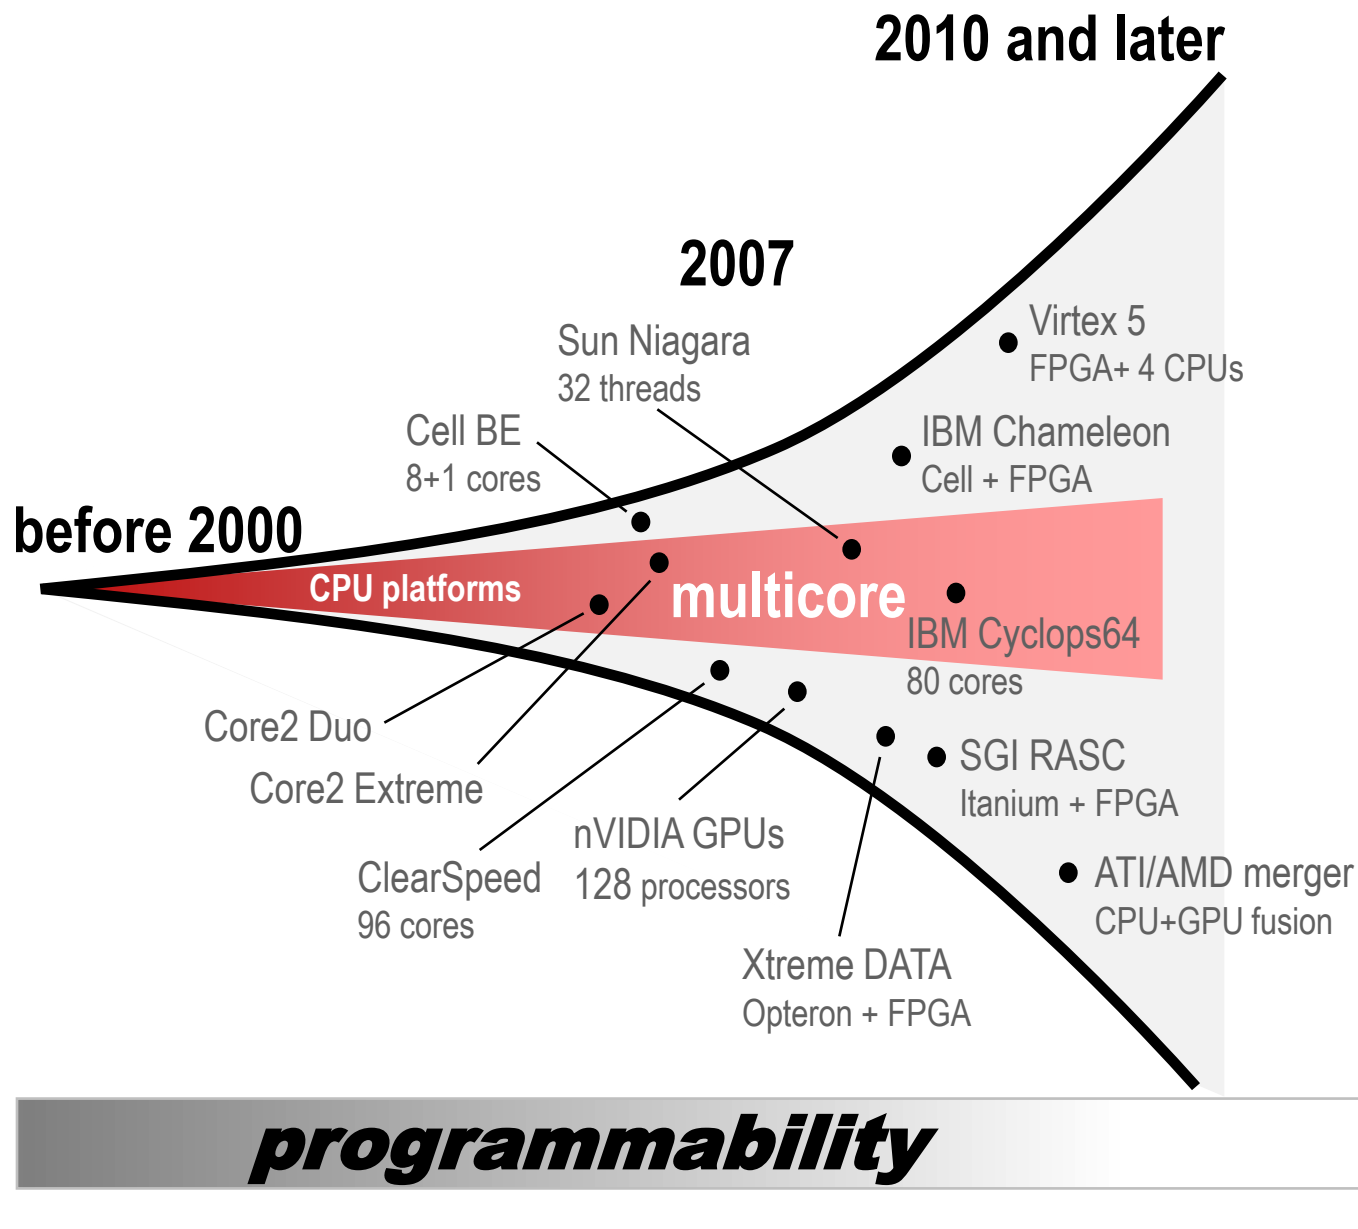 2010 and later
2007
Virtex 5
FPGA+ 4 CPUs
Sun Niagara
32 threads
Cell BE
8+1 cores
IBM Chameleon
Cell + FPGA
before 2000
CPU platforms
multicore
IBM Cyclops64
80 cores
Core2 Duo
Core2 Extreme
SGI RASC
Itanium + FPGA
nVIDIA GPUs
128 processors
ClearSpeed
96 cores
ATI/AMD merger
CPU+GPU fusion
Xtreme DATA
Opteron + FPGA
programmability